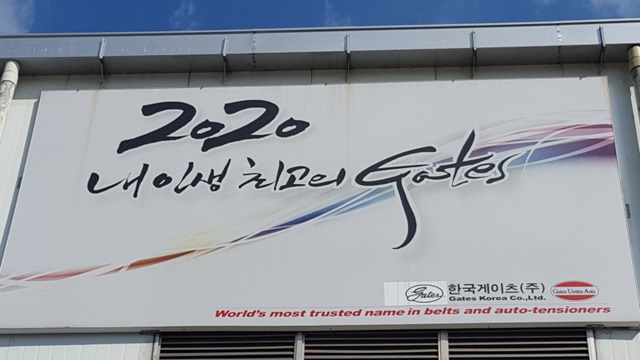 2020
내 인생 최고의 Gates
Gates 한국게이츠(주) Gates Unitta Asia
Gates Korea Co., Ltd.
World's most trusted name in belts and auto-tensioners